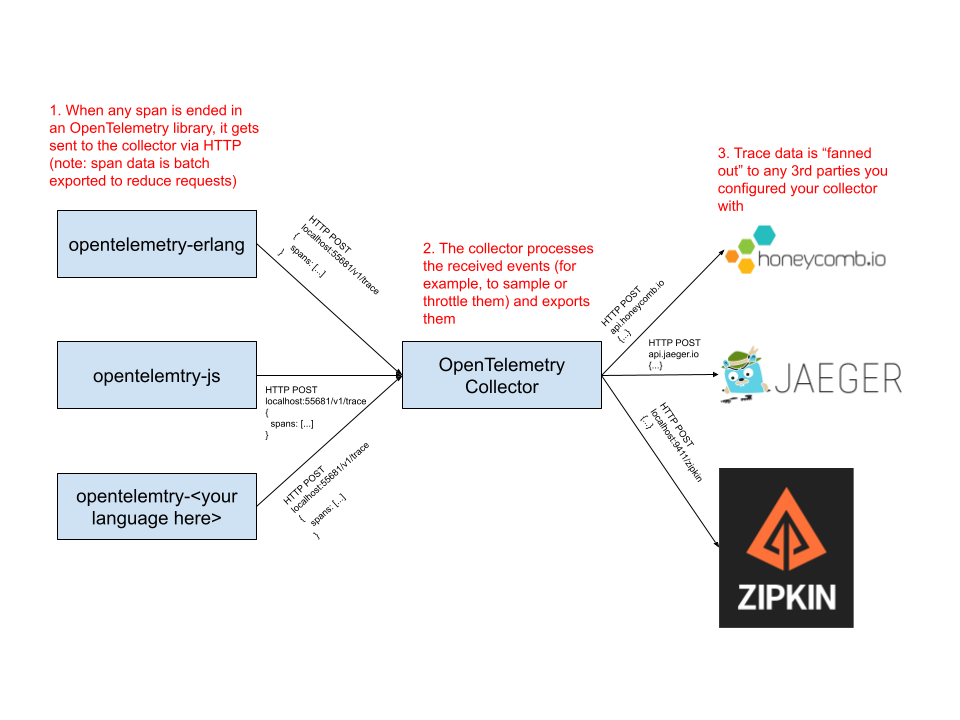 1. When any span is ended in
an OpenTelemetry library, it gets
sent to the collector via HTTP
(note: span data is batch
exported to reduce requests)
opentelemetry-erlang
HTTP POST
localhost:55681/v1/trace
{
spans: [...]
}
opentelemtry-js
HTTP POST
localhost:55681/v1/trace
{
spans: [...]
}
opentelemtry-<your
language here>
HTTP POST
localhost:55681/v1/trace
{
spans: [...]
}
2. The collector processes
the received events (for
example, to sample or
throttle them) and exports
them
OpenTelemetry
Collector
3. Trace data is “fanned
out” to any 3rd parties you
configured your collector
with
HTTP POST
api.honeycomb.io
{...}
honeycomb.io
HTTP POST
api.jaeger.io
{...}
JAEGER
HTTP POST
localhost:9411/zipkin
{...}
ZIPKIN